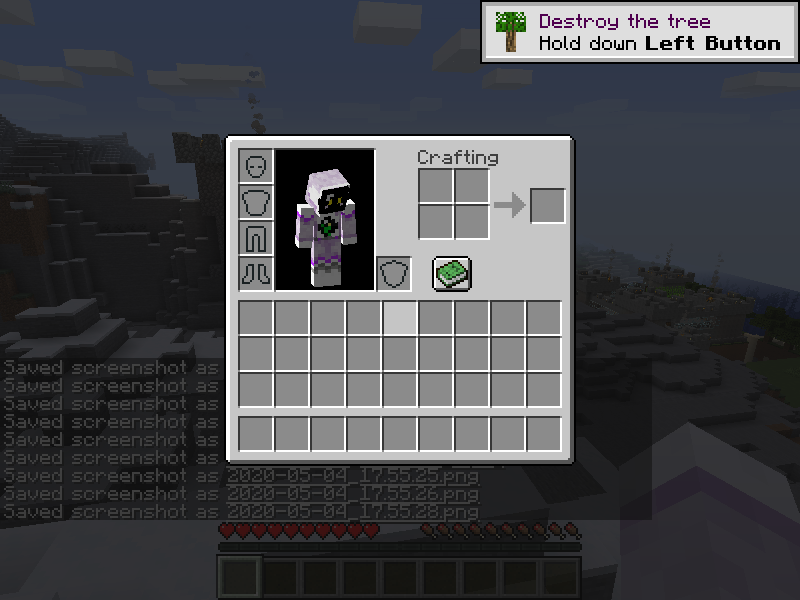 Destroy the tree
Hold down Left Button
Crafting
Saved screenshot as
Saved screenshot as
Saved screenshot as
Saved screenshot as
Saved screenshot as
Saved screenshot as
Saved screenshot as 2020-05-04_17.55.25.png
Saved screenshot as 2020-05-04_17.55.26.png
Saved screenshot as 2020-05-04_17.55.28.png